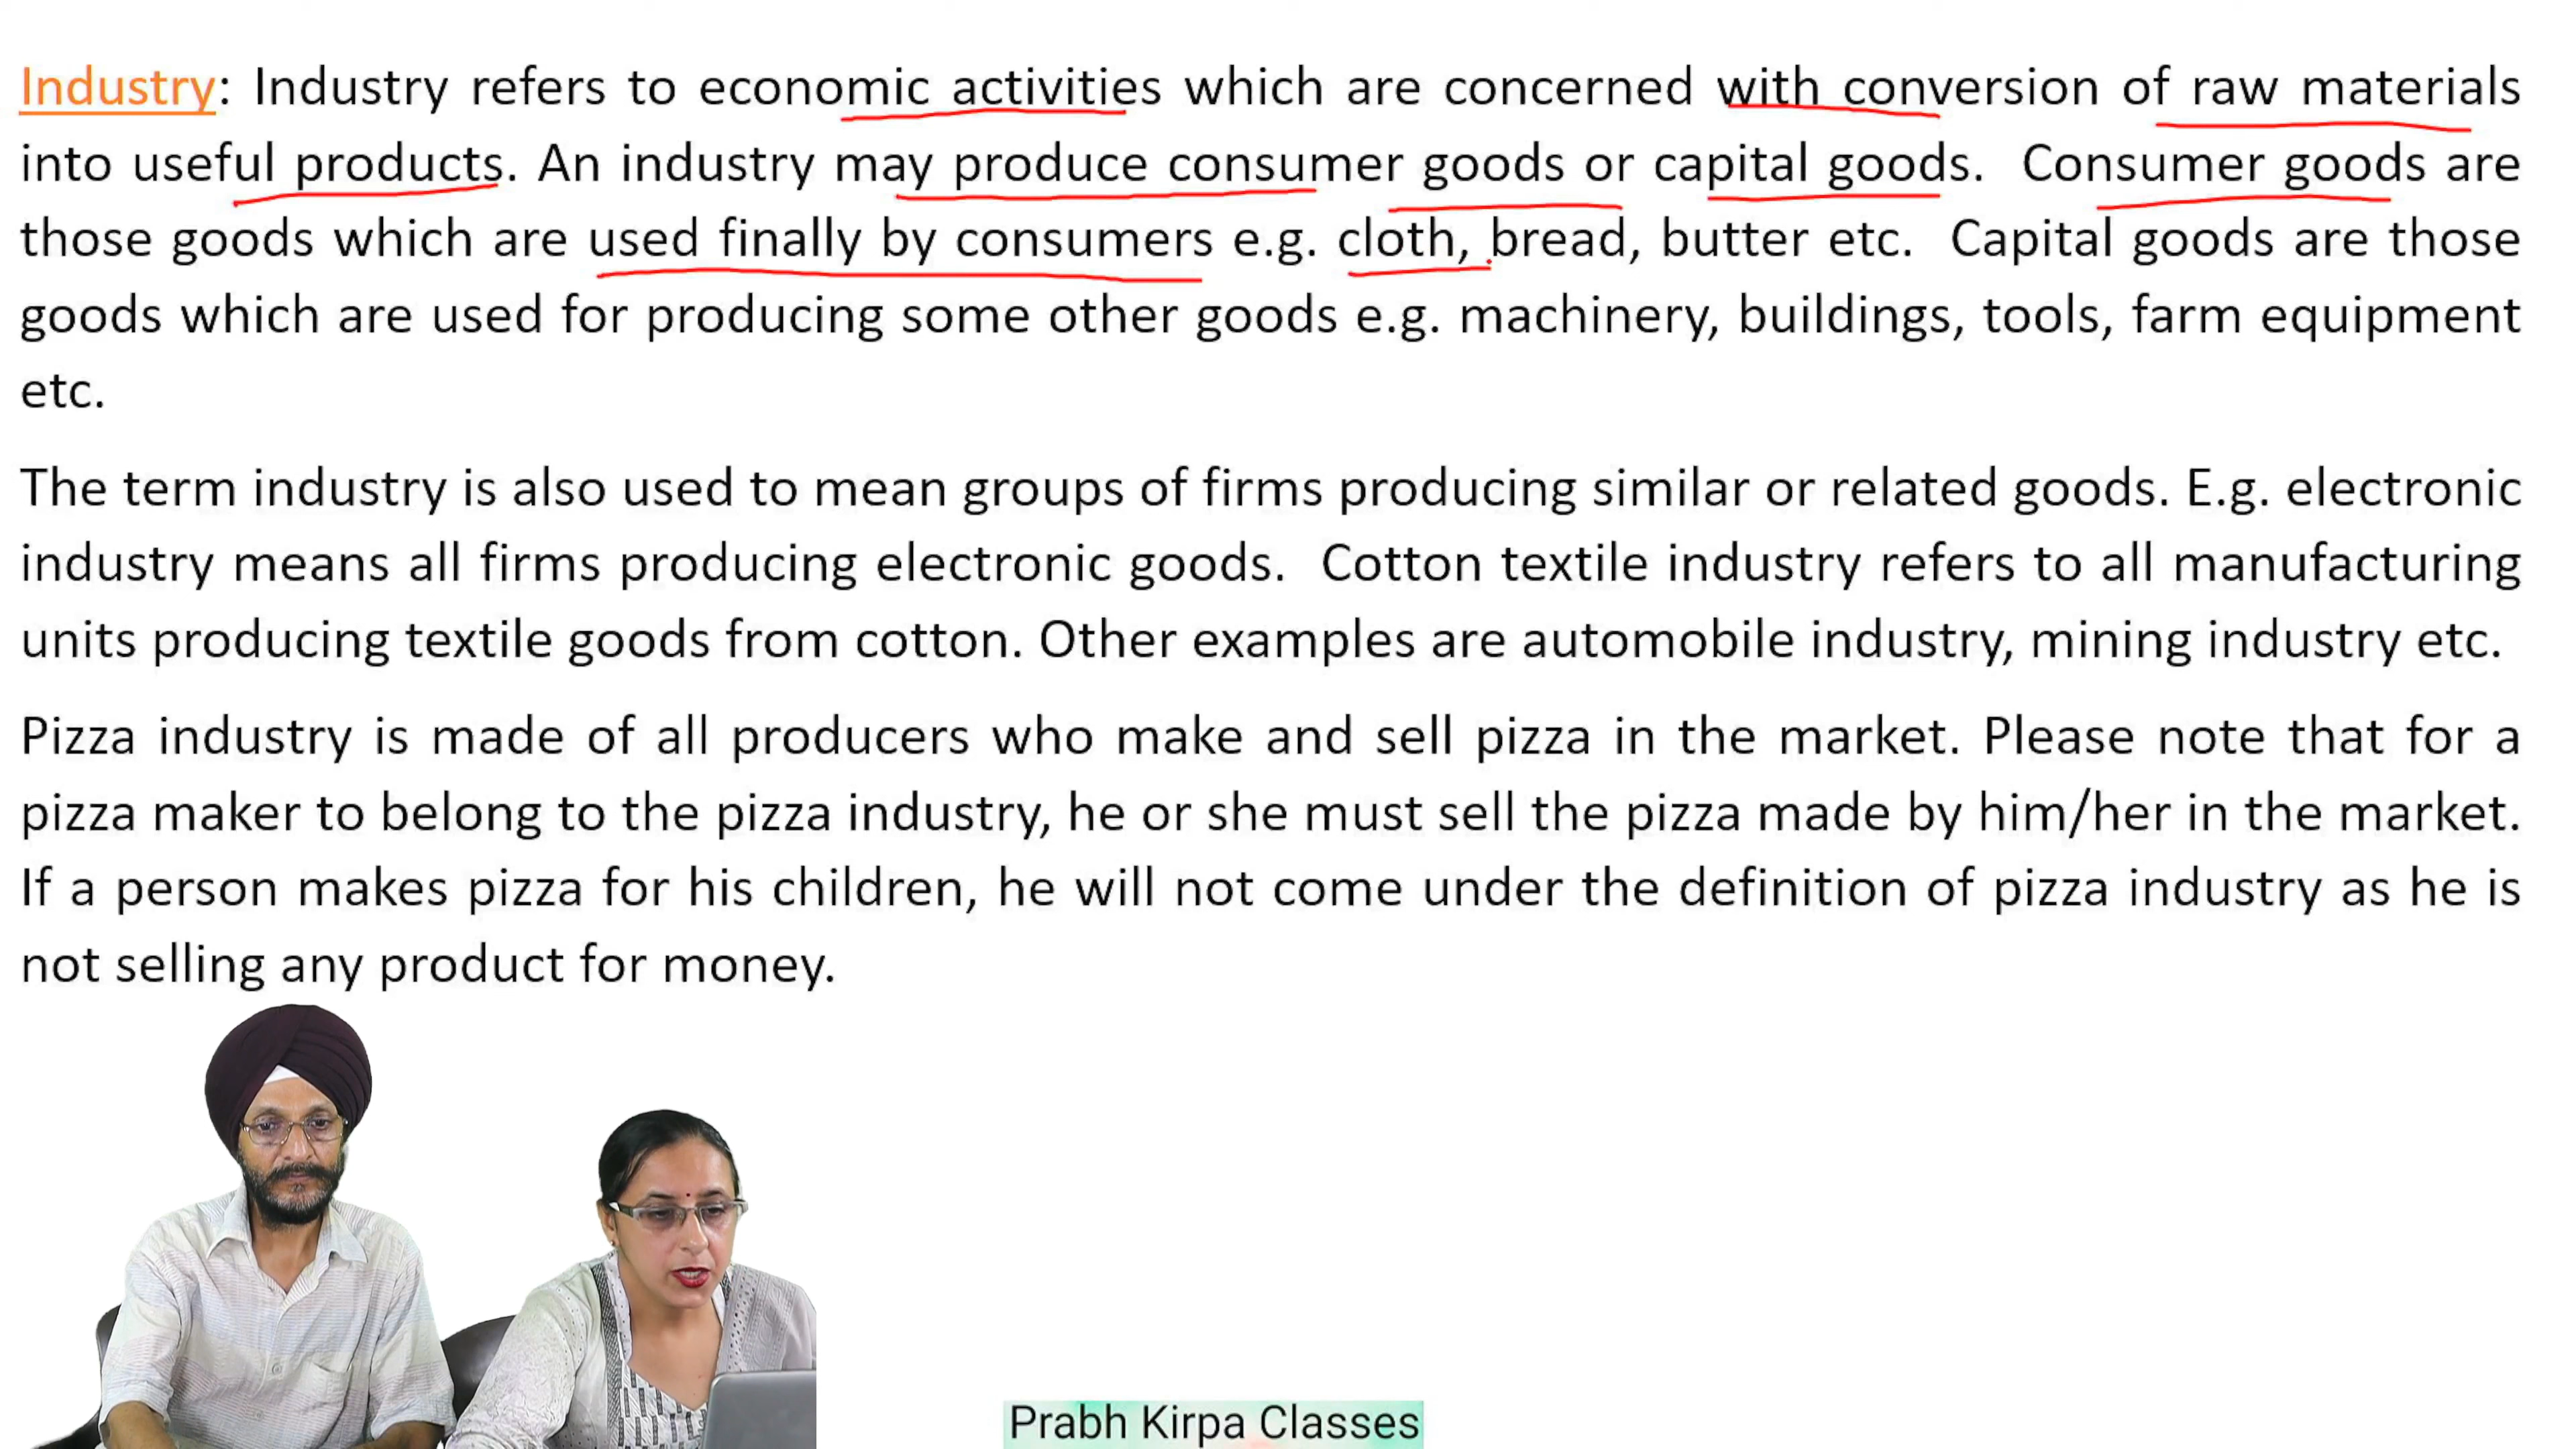 Industry: Industry refers to economic activities which are concerned with conversion of raw materials
into useful products. An industry may produce consumer goods or capital goods. Consumer goods are
those goods which are used finally by consumers e.g. cloth, bread, butter etc. Capital goods are those
goods which are used for producing some other goods e.g. machinery, buildings, tools, farm equipment
etc.
The term industry is also used to mean groups of firms producing similar or related goods. E.g. electronic
industry means all firms producing electronic goods. Cotton textile industry refers to all manufacturing
units producing textile goods from cotton. Other examples are automobile industry, mining industry etc.
Pizza industry is made of all producers who make and sell pizza in the market. Please note that for a
pizza maker to belong to the pizza industry, he or she must sell the pizza made by him/her in the market.
If a person makes pizza for his children, he will not come under the definition of pizza industry as he is
not selling any product for money.
Prabh Kirpa Classes